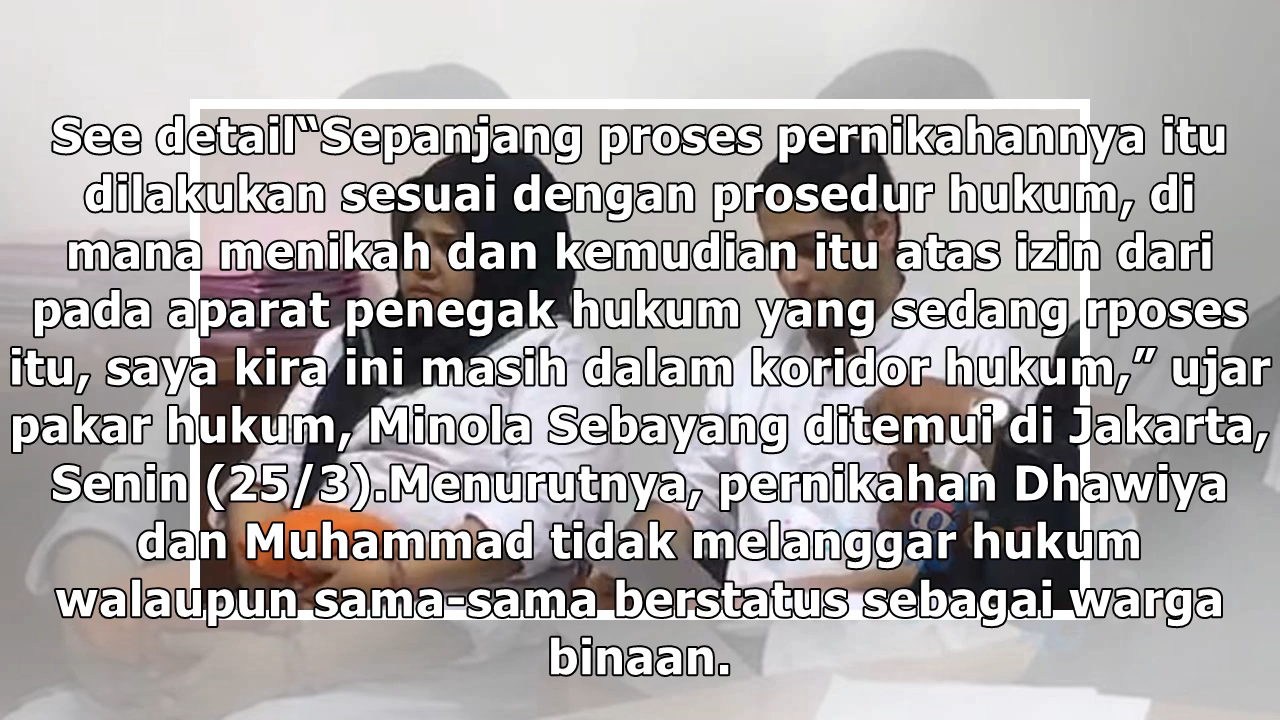 See detail“Sepanjang proses pernikahannya itu
dilakukan sesuai dengan prosedur hukum, di
mana menikah dan kemudian itu atas izin dari
pada aparat penegak hukum yang sedang rposes
itu, saya kira ini masih dalam koridor hukum,” ujar
pakar hukum, Minola Sebayang ditemui di Jakarta,
Senin (25/3).Menurutnya, pernikahan Dhawiya
dan Muhammad tidak melanggar hukum
walaupun sama-sama berstatus sebagai warga
binaan.